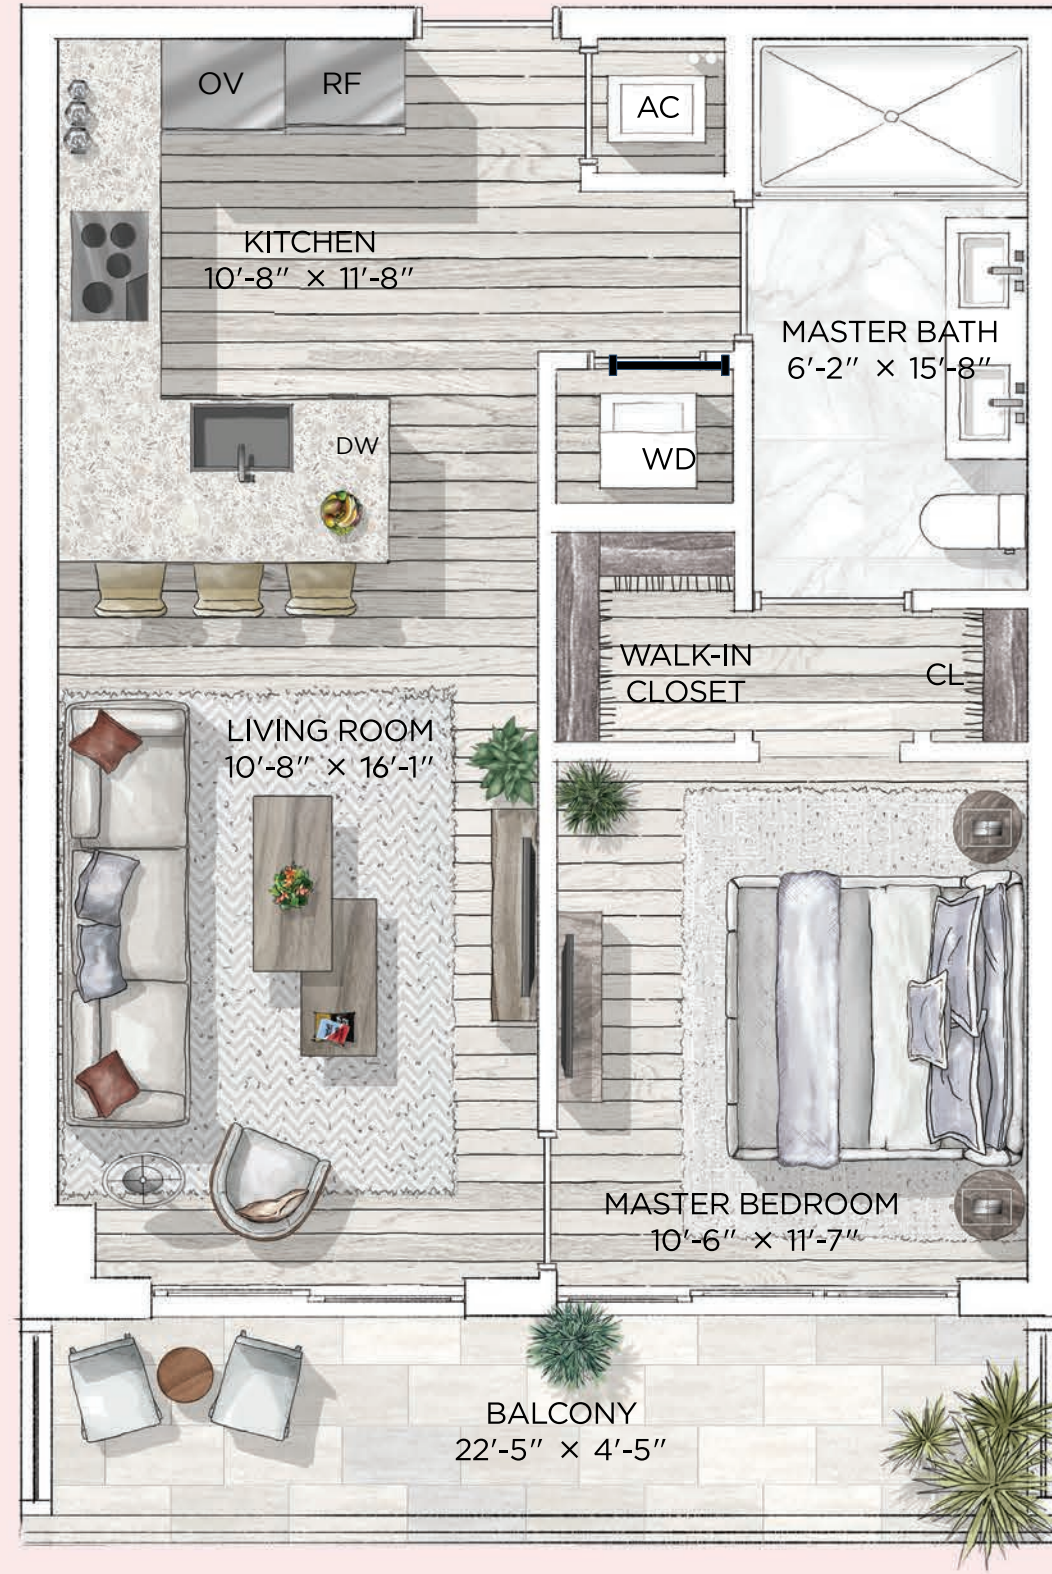 OV
RF
AC
KITCHEN
10'-8" × 11'-8"
MASTER BATH
6'-2" × 15'-8"
DW
WD
WALK-IN
CLOSET
CL
LIVING ROOM
10'-8" × 16'-1"
MASTER BEDROOM
10'-6" × 11'-7"
BALCONY
22'-5" × 4'-5"